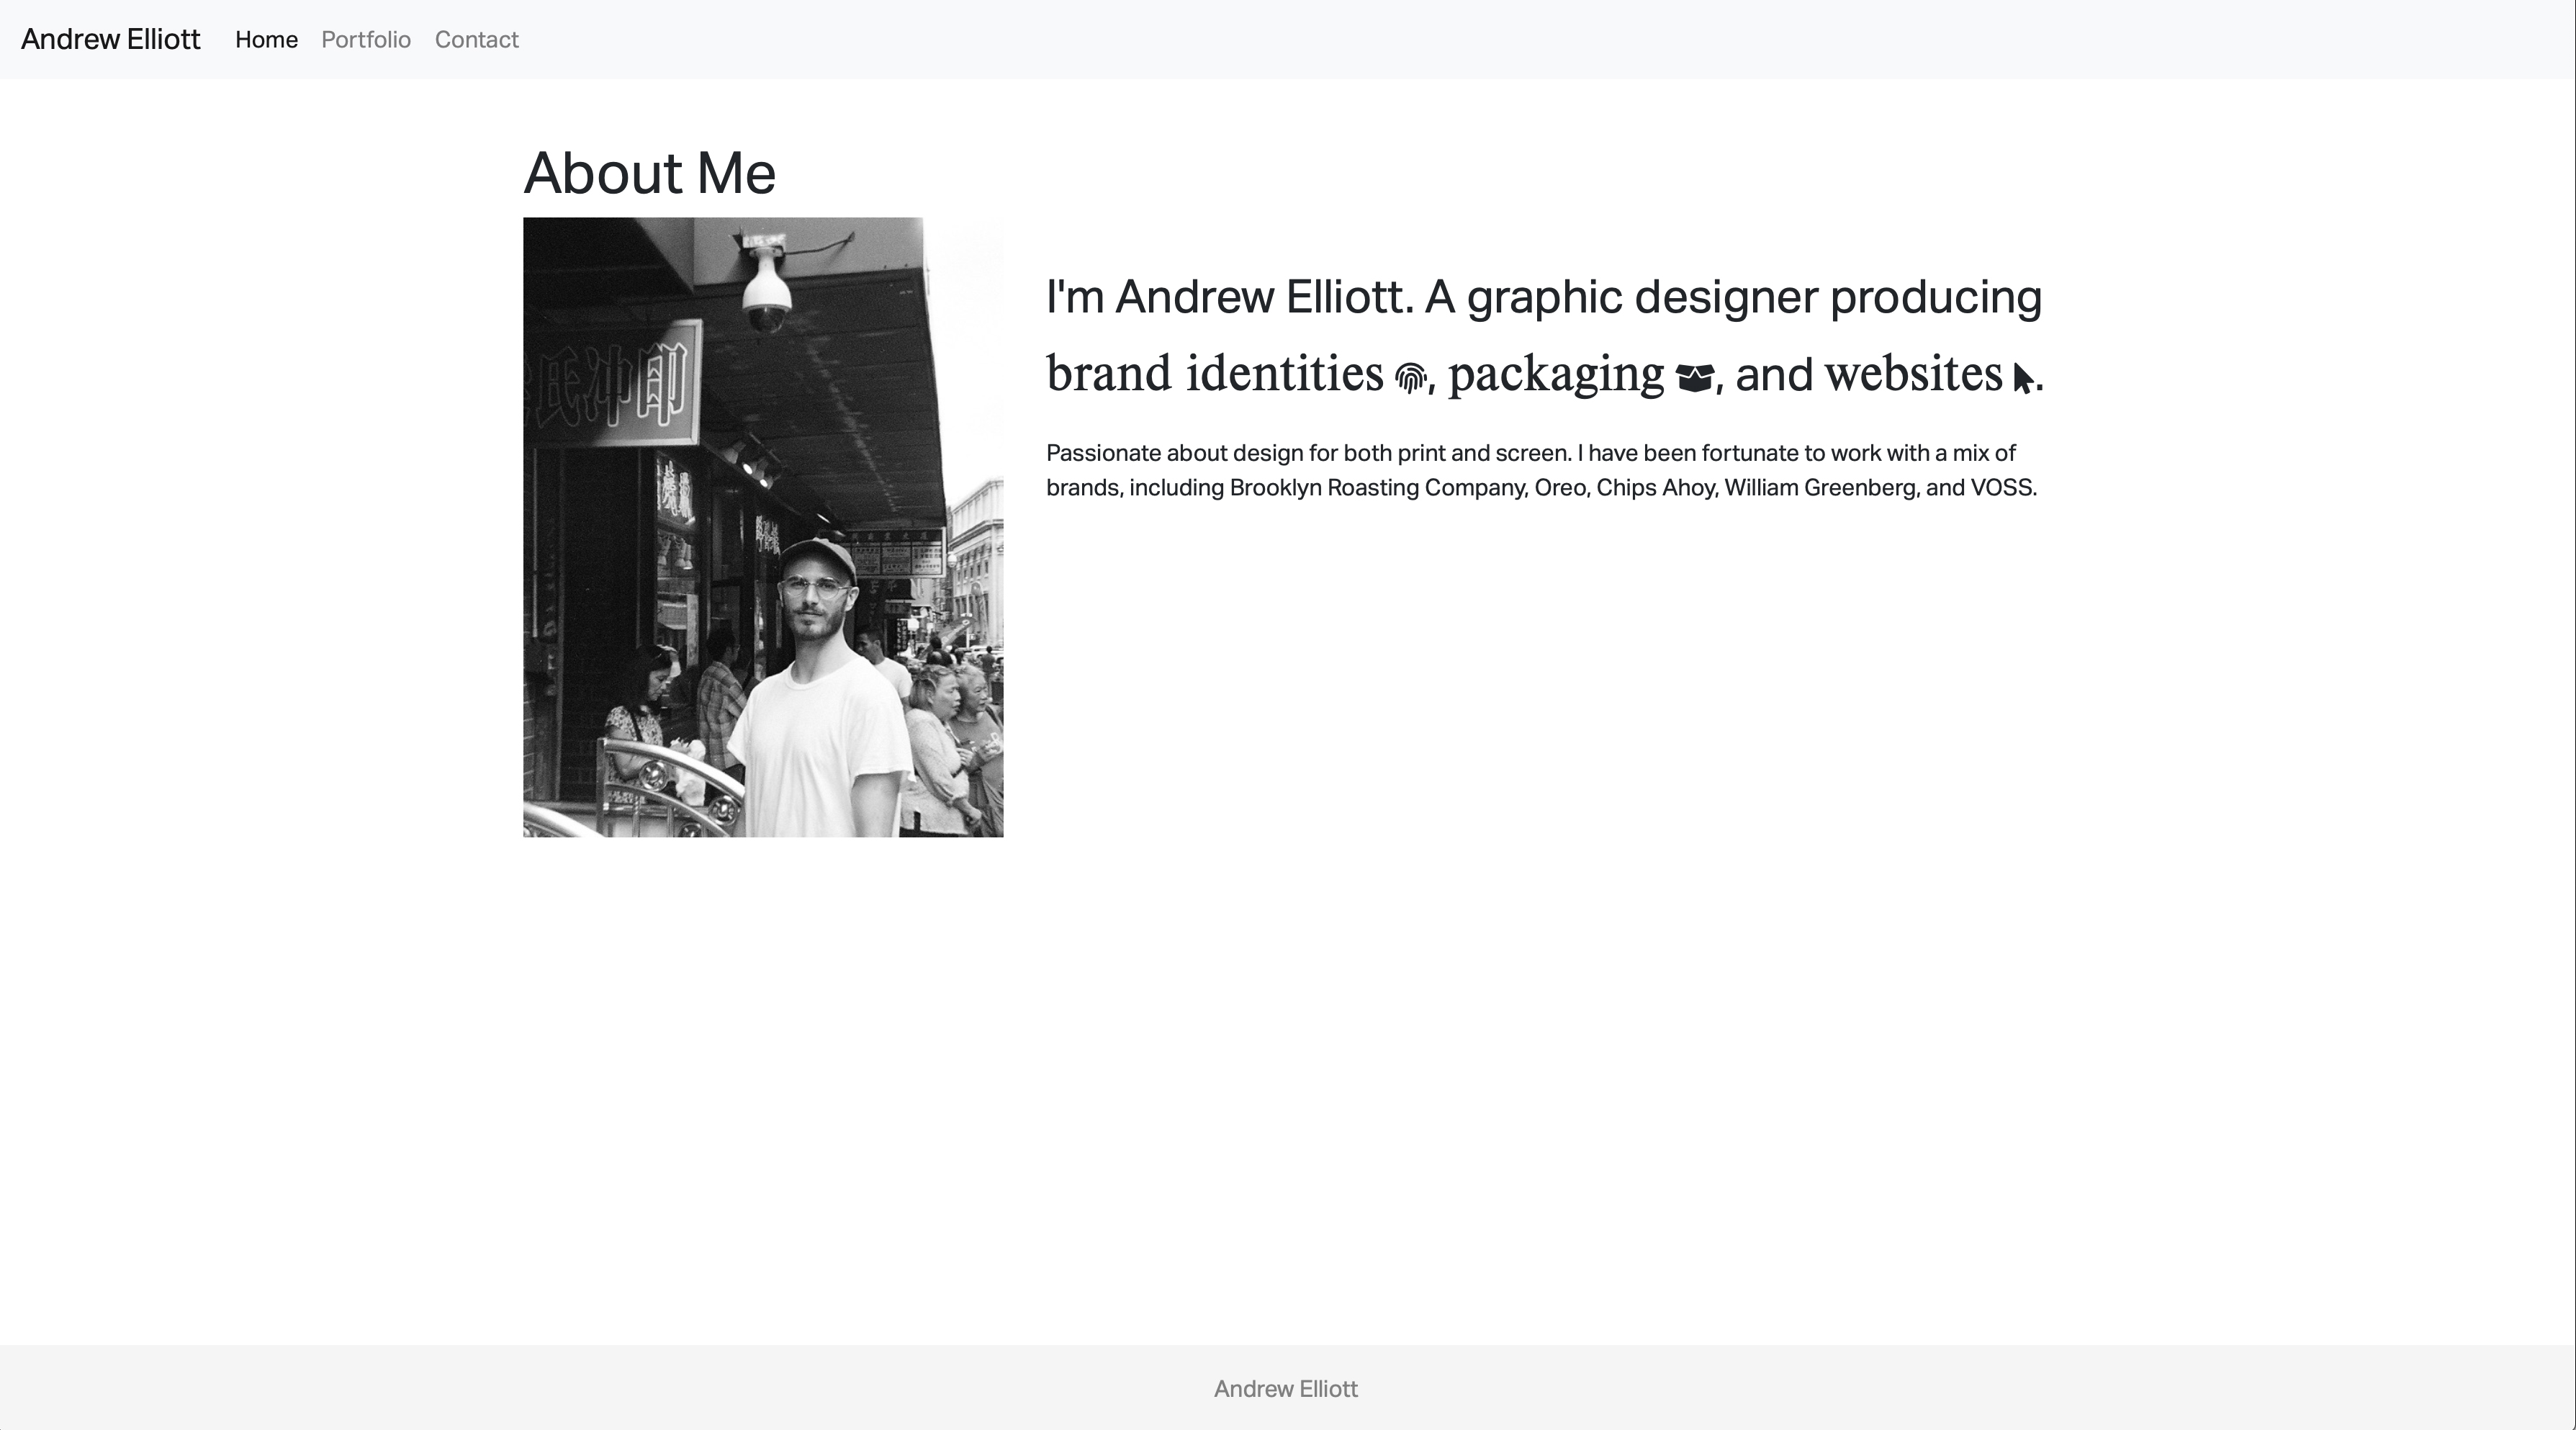 Andrew Elliott Home Portfolio Contact
About Me
I'm Andrew Elliott. A graphic designer producing
brand identities , packaging , and websites .
Passionate about design for both print and screen. I have been fortunate to work with a mix of
brands, including Brooklyn Roasting Company, Oreo, Chips Ahoy, William Greenberg, and VOSS.
Andrew Elliott